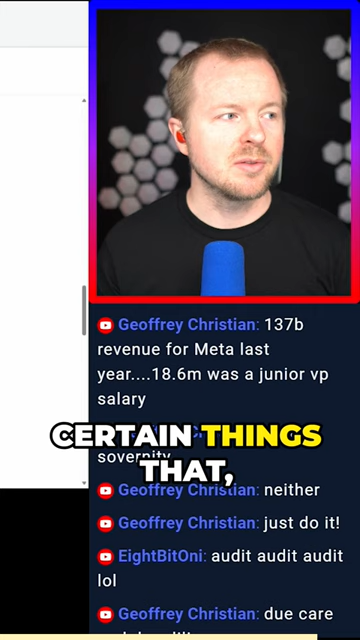 Geoffrey Christian: 137b
revenue for Meta last
year....18.6m was a junior vp
salary
CERTAIN THINGS
THAT,
sovernity
Geoffrey Christian: neither
Geoffrey Christian: just do it!
EightBitOni: audit audit audit
lol
Geoffrey Christian: due care